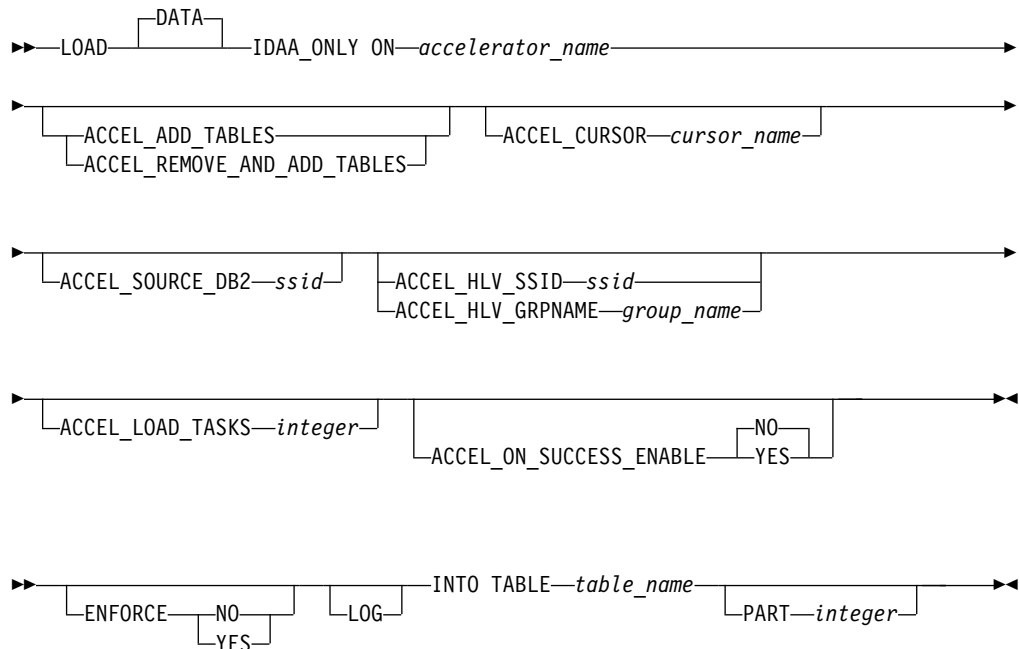 DATA
LOAD IDAA_ONLY ON accelerator_name
ACCEL_ADD_TABLES ACCEL_CURSOR cursor_name
ACCEL_REMOVE_AND_ADD_TABLES
ACCEL_SOURCE_DB2 ssid ACCEL_HLV_SSID ssid
ACCEL_HLV_GRPNAME group_name
ACCEL_LOAD_TASKS integer NO
ACCEL_ON_SUCCESS_ENABLE YES
INTO TABLE table_name
ENFORCE NO LOG PART integer
YES